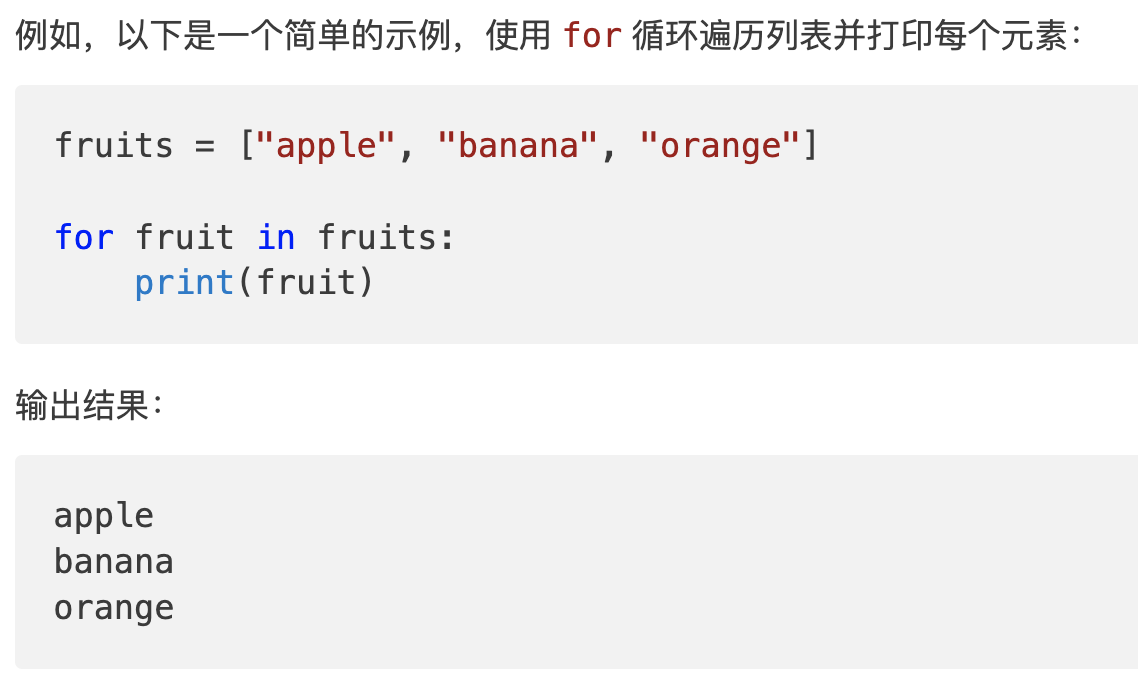 例如，以下是一个简单的示例，使用 for 循环遍历列表并打印每个元素：
fruits = ["apple", "banana", "orange"]
for fruit in fruits:
    print(fruit)
输出结果：
apple
banana
orange